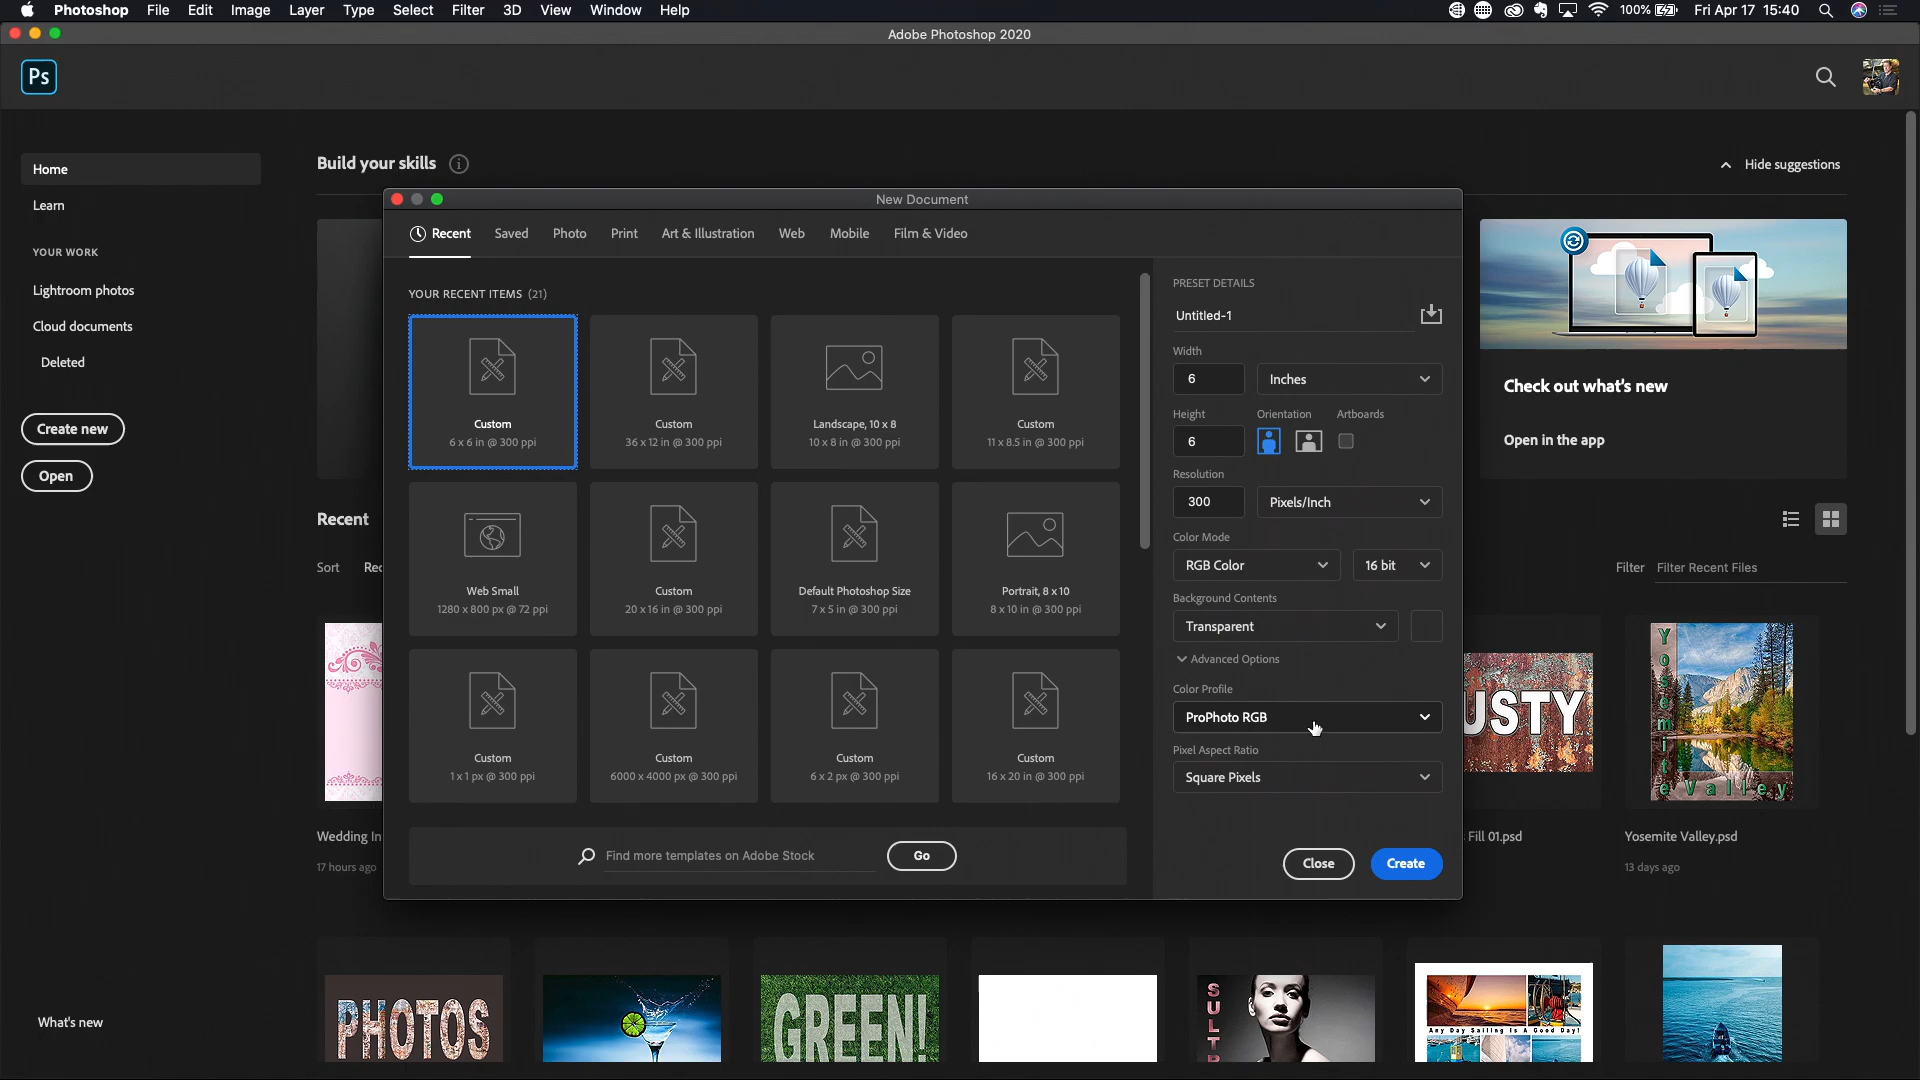 Photoshop File Edit Image Layer Type Select Filter 3D View Window Help 100% Fri Apr 17 15:40
Adobe Photoshop 2020
Ps
Home
Learn
YOUR WORK
Lightroom photos
Cloud documents
Deleted
Create new
Open
What's new
Build your skills
Hide suggestions
Check out what's new
Open in the app
Recent
Sort
Filter Filter Recent Files
New Document
Recent Saved Photo Print Art & Illustration Web Mobile Film & Video
YOUR RECENT ITEMS (21)
Custom
6 x 6 in @ 300 ppi
Custom
36 x 12 in @ 300 ppi
Landscape, 10 x 8
10 x 8 in @ 300 ppi
Custom
11 x 8.5 in @ 300 ppi
Web Small
1280 x 800 px @ 72 ppi
Custom
20 x 16 in @ 300 ppi
Default Photoshop Size
7 x 5 in @ 300 ppi
Portrait, 8 x 10
8 x 10 in @ 300 ppi
Custom
1 x 1 px @ 300 ppi
Custom
6000 x 4000 px @ 300 ppi
Custom
6 x 2 px @ 300 ppi
Custom
16 x 20 in @ 300 ppi
Find more templates on Adobe Stock
Go
PRESET DETAILS
Untitled-1
Width
6 Inches
Height Orientation Artboards
6
Resolution
300 Pixels/Inch
Color Mode
RGB Color 16 bit
Background Contents
Transparent
Advanced Options
Color Profile
ProPhoto RGB
Pixel Aspect Ratio
Square Pixels
Close
Create
USTY
Yosemite Valley
Wedding In
17 hours ago
Fill 01.psd
Yosemite Valley.psd
13 days ago
PHOTOS
GREEN!
SULT
Any Day Sailing Is A Good Day!